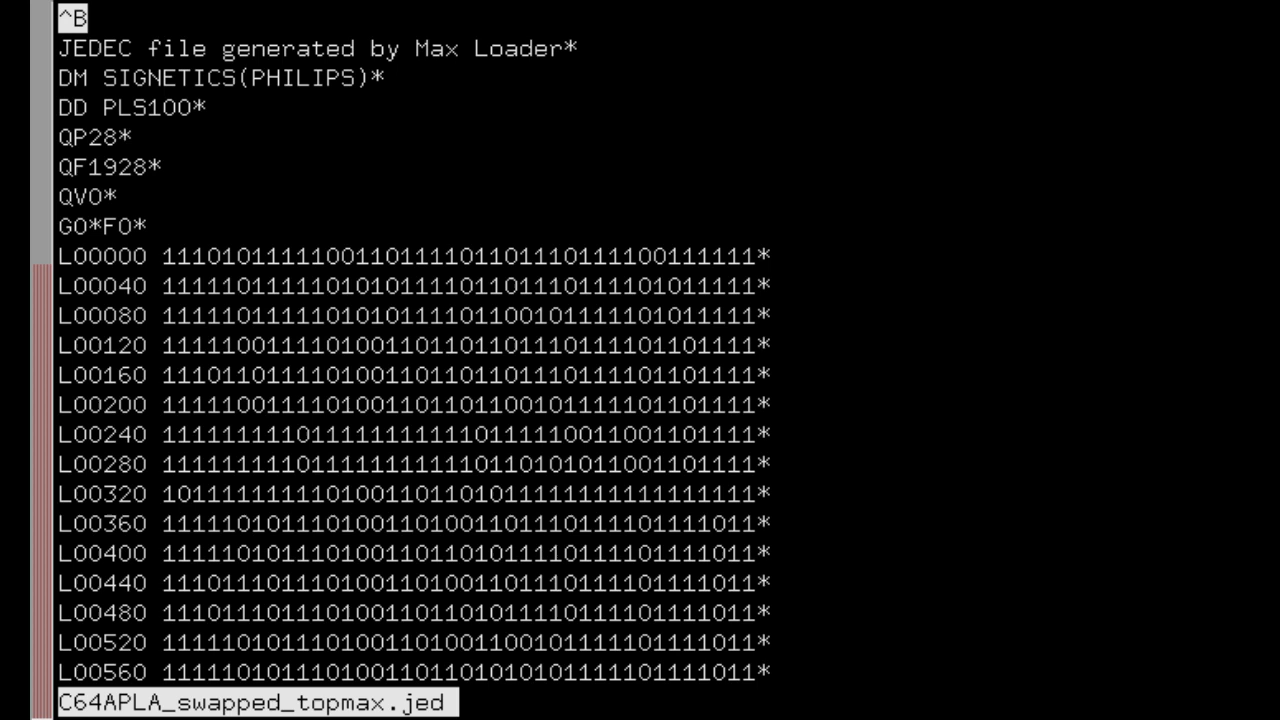 ^B
JEDEC file generated by Max Loader*
DM SIGNETICS(PHILIPS)*
DD PLS100*
QP28*
QF1928*
QV0*
G0*F0*
L00000 1110101111100110111101101110111100111111*
L00040 1111101111101010111101101110111101011111*
L00080 1111101111101010111101100101111101011111*
L00120 1111100111101001101101101110111101101111*
L00160 1110110111101001101101101110111101101111*
L00200 1111100111101001101101100101111101101111*
L00240 1111111110111111111110111110011001101111*
L00280 1111111110111111111110110101011001101111*
L00320 1011111111101001101101011111111111111111*
L00360 1111101011101001101001101110111101111011*
L00400 1111101011101001101101011110111101111011*
L00440 1110111011101001101001101110111101111011*
L00480 1110111011101001101101011110111101111011*
L00520 1111101011101001101001100101111101111011*
L00560 1111101011101001101101010101111101111011*
C64APLA_swapped_topmax.jed